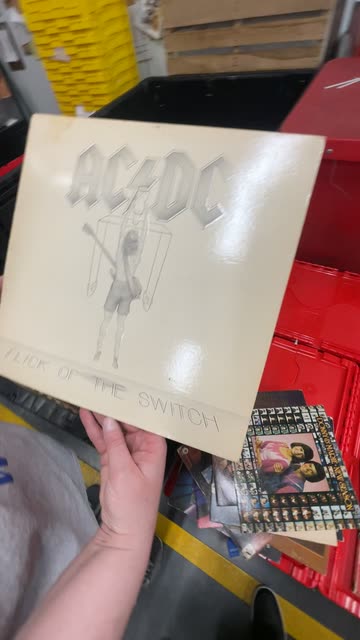 AC⚡DC
FLICK OF THE SWITCH